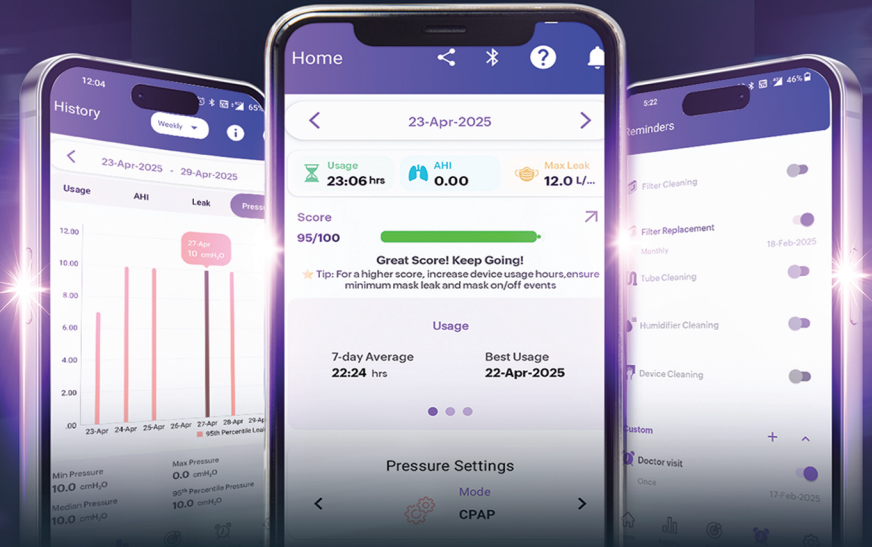 12:04
65%
History
Weekly
23-Apr-2025 - 29-Apr-2025
Usage AHI Leak
12.00
27-Apr
10 cmH₂O
10.00
8.00
6.00
4.00
2.00
.00
23-Apr 24-Apr 25-Apr 26-Apr 27-Apr 28-Apr
95th Percentile
Min Pressure
10.0 cmH₂O
Max Pressure
0.0 cmH₂O
Median Pressure
10.0 cmH₂O
95th Percentile Pressure
10.0 cmH₂O
Home
23-Apr-2025
Usage
23:06 hrs
AHI
0.00
Max Leak
12.0 L/...
Score
95/100
Great Score! Keep Going!
Tip: For a higher score, increase device usage hours,ensure
minimum mask leak and mask on/off events
Usage
7-day Average
22:24 hrs
Best Usage
22-Apr-2025
Pressure Settings
Mode
CPAP
5:22
46%
Reminders
Filter Cleaning
Filter Replacement
Monthly
18-Feb-2025
Tube Cleaning
Humidifier Cleaning
Device Cleaning
Custom
Doctor visit
Once
17-Feb-2025